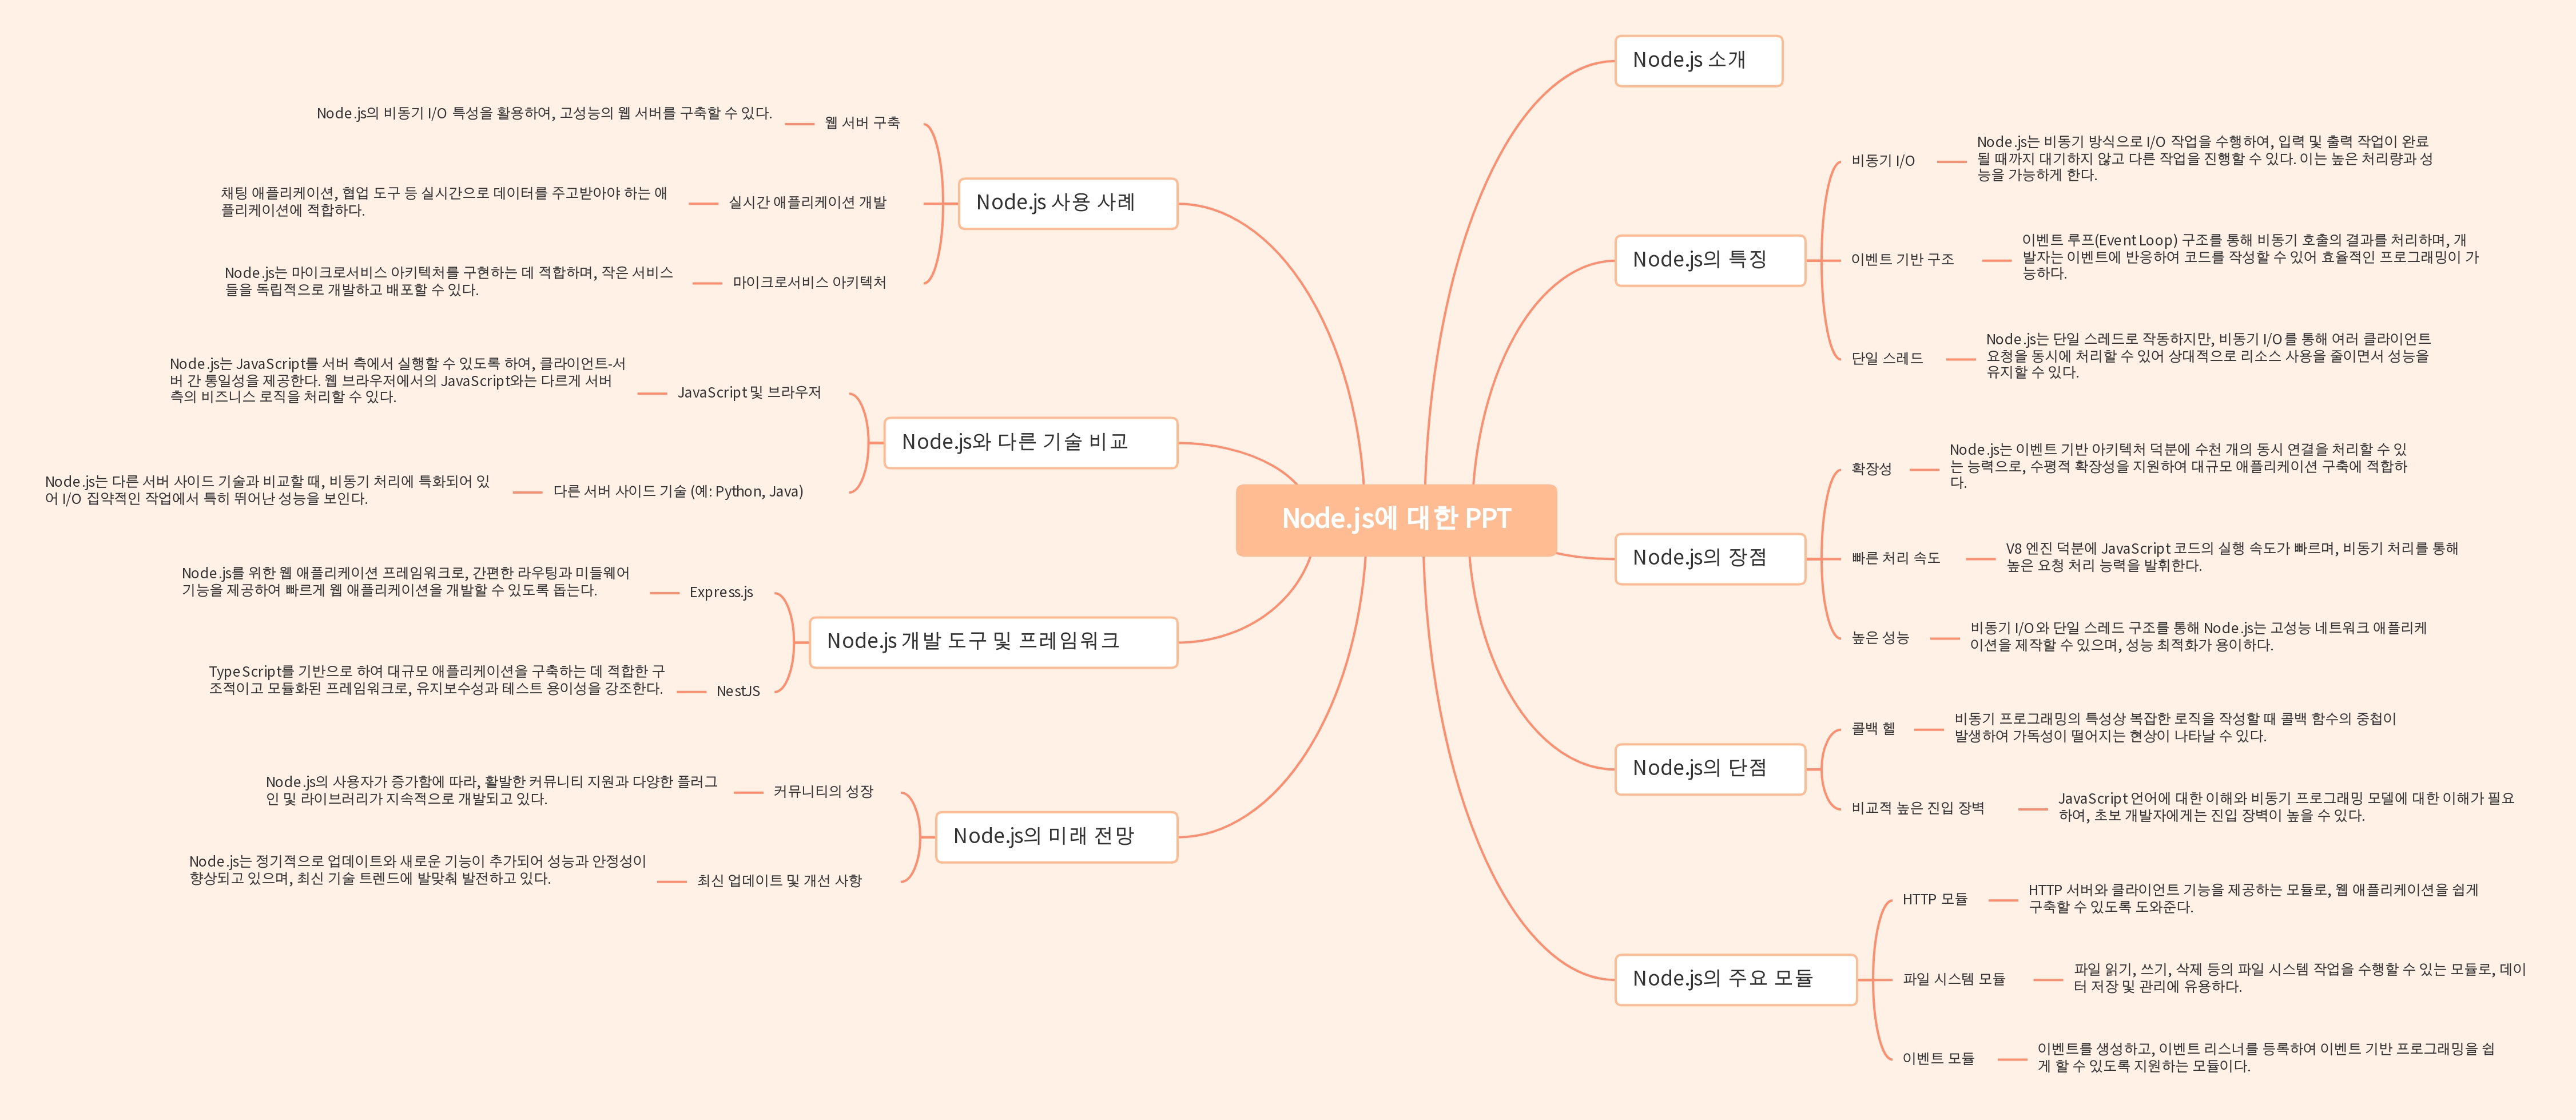 Node.js에 대한 PPT
Node.js 소개
Node.js의 특징
비동기 I/O
Node.js는 비동기 방식으로 I/O 작업을 수행하여, 입력 및 출력 작업이 완료
될 때까지 대기하지 않고 다른 작업을 진행할 수 있다. 이는 높은 처리량과 성
능을 가능하게 한다.
이벤트 기반 구조
이벤트 루프(Event Loop) 구조를 통해 비동기 호출의 결과를 처리하며, 개
발자는 이벤트에 반응하여 코드를 작성할 수 있어 효율적인 프로그래밍이 가
능하다.
단일 스레드
Node.js는 단일 스레드로 작동하지만, 비동기 I/O를 통해 여러 클라이언트
요청을 동시에 처리할 수 있어 상대적으로 리소스 사용을 줄이면서 성능을
유지할 수 있다.
Node.js의 장점
확장성
Node.js는 이벤트 기반 아키텍처 덕분에 수천 개의 동시 연결을 처리할 수 있
는 능력으로, 수평적 확장성을 지원하여 대규모 애플리케이션 구축에 적합하
다.
빠른 처리 속도
V8 엔진 덕분에 JavaScript 코드의 실행 속도가 빠르며, 비동기 처리를 통해
높은 요청 처리 능력을 발휘한다.
높은 성능
비동기 I/O와 단일 스레드 구조를 통해 Node.js는 고성능 네트워크 애플리케
이션을 제작할 수 있으며, 성능 최적화가 용이하다.
Node.js의 단점
콜백 헬
비동기 프로그래밍의 특성상 복잡한 로직을 작성할 때 콜백 함수의 중첩이
발생하여 가독성이 떨어지는 현상이 나타날 수 있다.
비교적 높은 진입 장벽
JavaScript 언어에 대한 이해와 비동기 프로그래밍 모델에 대한 이해가 필요
하여, 초보 개발자에게는 진입 장벽이 높을 수 있다.
Node.js의 주요 모듈
HTTP 모듈
HTTP 서버와 클라이언트 기능을 제공하는 모듈로, 웹 애플리케이션을 쉽게
구축할 수 있도록 도와준다.
파일 시스템 모듈
파일 읽기, 쓰기, 삭제 등의 파일 시스템 작업을 수행할 수 있는 모듈로, 데이
터 저장 및 관리에 유용하다.
이벤트 모듈
이벤트를 생성하고, 이벤트 리스너를 등록하여 이벤트 기반 프로그래밍을 쉽
게 할 수 있도록 지원하는 모듈이다.
Node.js 사용 사례
웹 서버 구축
Node.js의 비동기 I/O 특성을 활용하여, 고성능의 웹 서버를 구축할 수 있다.
실시간 애플리케이션 개발
채팅 애플리케이션, 협업 도구 등 실시간으로 데이터를 주고받아야 하는 애
플리케이션에 적합하다.
마이크로서비스 아키텍처
Node.js는 마이크로서비스 아키텍처를 구현하는 데 적합하며, 작은 서비스
들을 독립적으로 개발하고 배포할 수 있다.
Node.js와 다른 기술 비교
JavaScript 및 브라우저
Node.js는 JavaScript를 서버 측에서 실행할 수 있도록 하여, 클라이언트-서
버 간 통일성을 제공한다. 웹 브라우저에서의 JavaScript와는 다르게 서버
측의 비즈니스 로직을 처리할 수 있다.
다른 서버 사이드 기술 (예: Python, Java)
Node.js는 다른 서버 사이드 기술과 비교할 때, 비동기 처리에 특화되어 있
어 I/O 집약적인 작업에서 특히 뛰어난 성능을 보인다.
Node.js 개발 도구 및 프레임워크
Express.js
Node.js를 위한 웹 애플리케이션 프레임워크로, 간편한 라우팅과 미들웨어
기능을 제공하여 빠르게 웹 애플리케이션을 개발할 수 있도록 돕는다.
NestJS
TypeScript를 기반으로 하여 대규모 애플리케이션을 구축하는 데 적합한 구
조적이고 모듈화된 프레임워크로, 유지보수성과 테스트 용이성을 강조한다.
Node.js의 미래 전망
커뮤니티의 성장
Node.js의 사용자가 증가함에 따라, 활발한 커뮤니티 지원과 다양한 플러그
인 및 라이브러리가 지속적으로 개발되고 있다.
최신 업데이트 및 개선 사항
Node.js는 정기적으로 업데이트와 새로운 기능이 추가되어 성능과 안정성이
향상되고 있으며, 최신 기술 트렌드에 발맞춰 발전하고 있다.